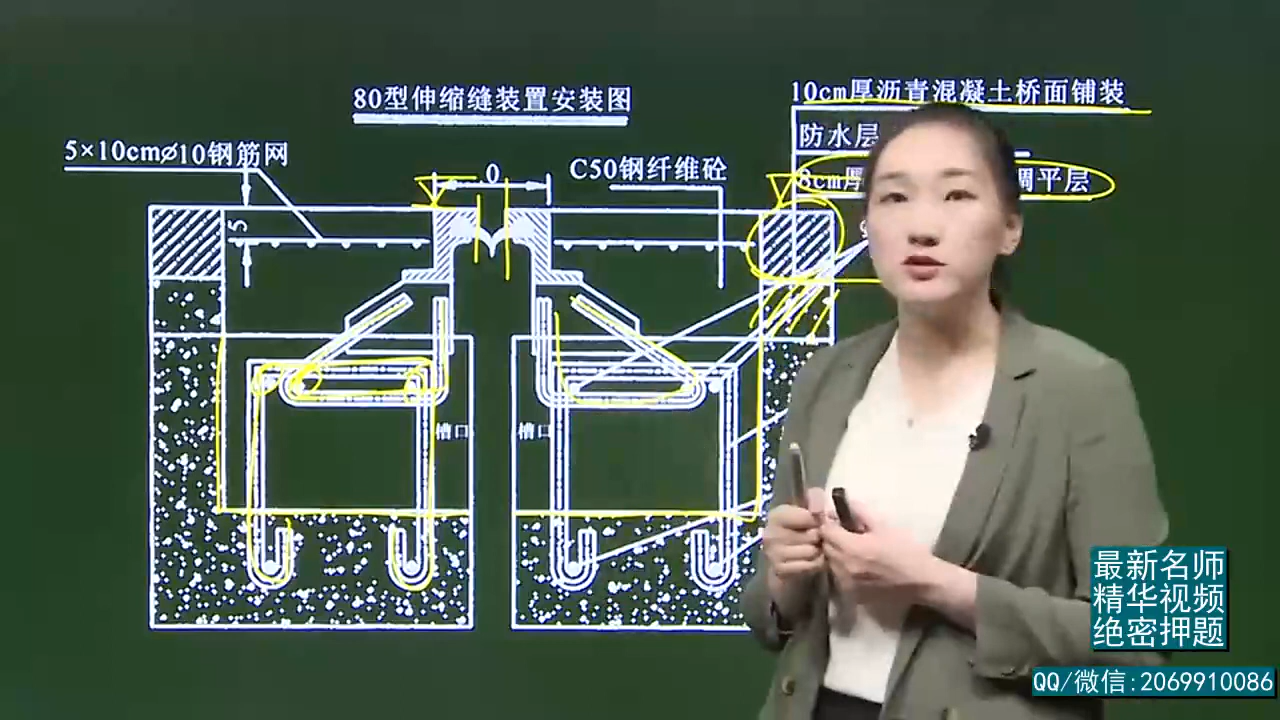 80型伸缩缝装置安装图
10cm厚沥青混凝土桥面铺装
防水层
5×10cmø10钢筋网
C50钢纤维砼
0
8cm厚
调平层
5
槽口
槽口
最新名师
精华视频
绝密押题
QQ/微信:2069910086